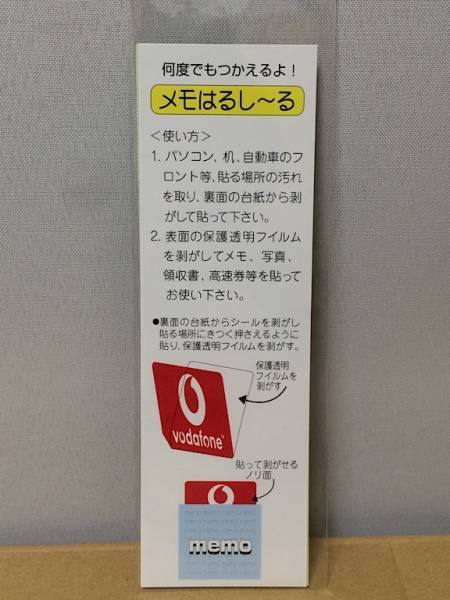 何度でもつかえるよ！
メモはるし～る
＜使い方＞
1. パソコン、机、自動車のフ
ロント等、貼る場所の汚れ
を取り、裏面の台紙から剥
がして貼って下さい。
2. 表面の保護透明フイルム
を剥がしてメモ、写真、
領収書、高速券等を貼って
お使い下さい。
●裏面の台紙からシールを剥がし
貼る場所にきつく押さえるように
貼り、保護透明フイルムを剥がす。
保護透明
フイルムを
剥がす
vodafone
貼って剥がせる
ノリ面
memo